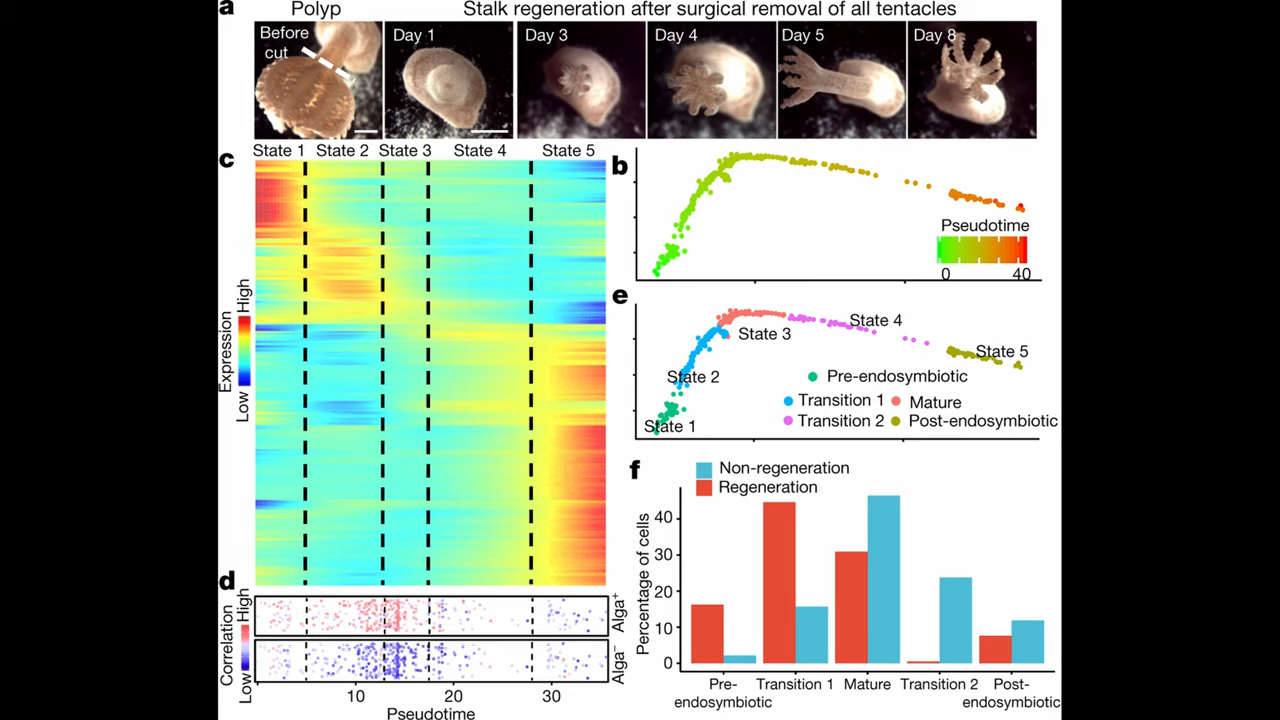 a
Polyp
Stalk regeneration after surgical removal of all tentacles
Before
cut
Day 1
Day 3
Day 4
Day 5
Day 8
c
State 1
State 2
State 3
State 4
State 5
Expression
Low
High
b
Pseudotime
0
40
e
State 1
State 2
State 3
State 4
State 5
Pre-endosymbiotic
Transition 1
Mature
Transition 2
Post-endosymbiotic
d
Correlation
Low
High
Alga+
Alga−
10
20
30
Pseudotime
f
Non-regeneration
Regeneration
Percentage of cells
40
30
20
10
0
Pre-
endosymbiotic
Transition 1
Mature
Transition 2
Post-
endosymbiotic